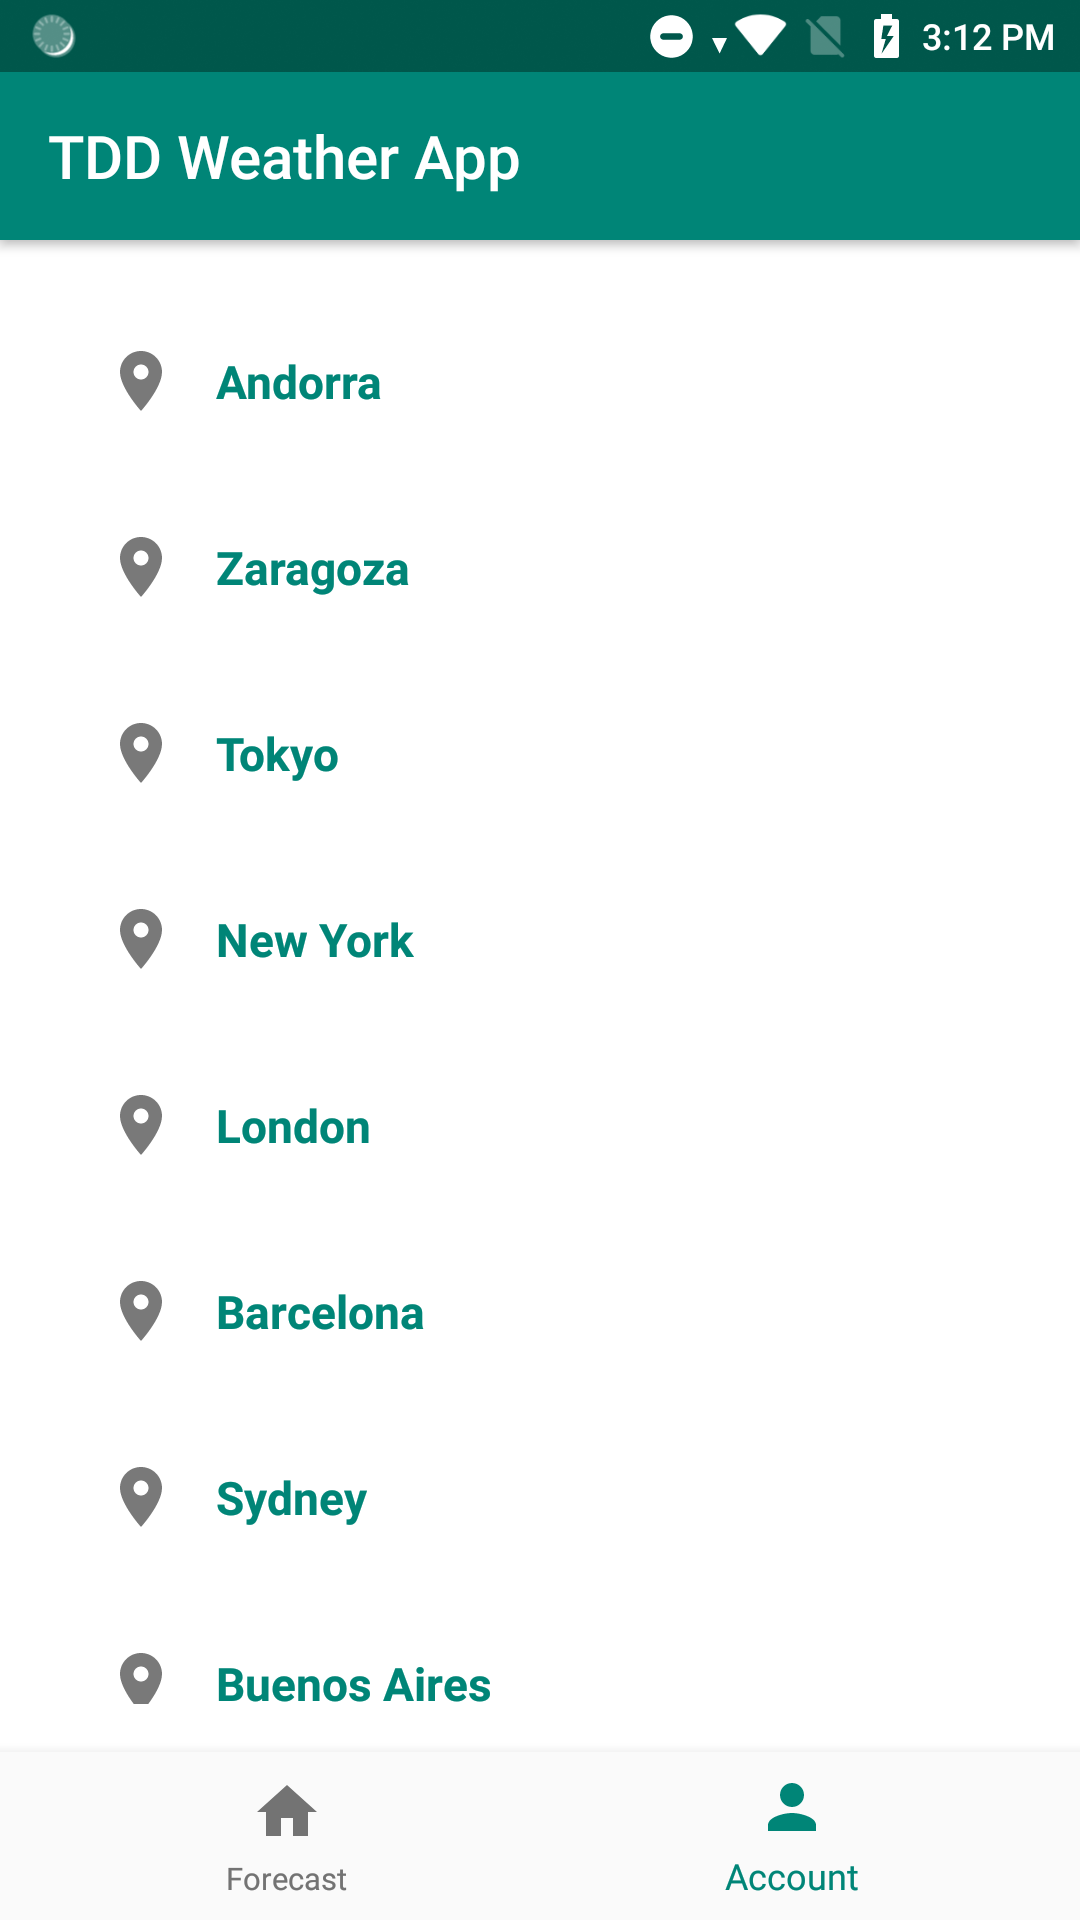 3:12 PM
TDD Weather App
Andorra
Zaragoza
Tokyo
New York
London
Barcelona
Sydney
Buenos Aires
Forecast
Account